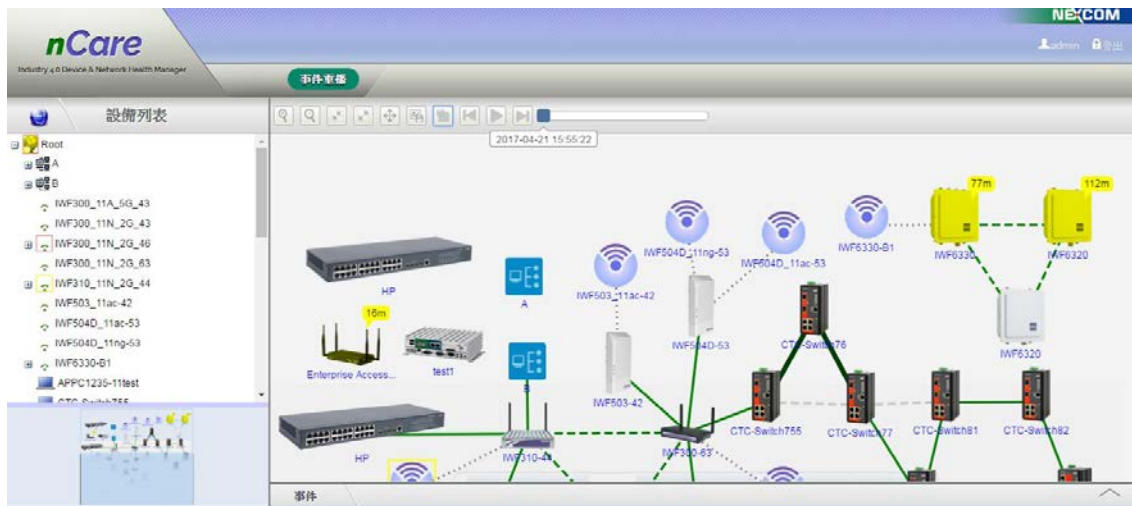 NEXCOM
nCare
Industry 4.0 Device & Network Health Manager
admin 登出
事件重播
設備列表
2017-04-21 15:55:22
Root
A
B
IWF300_11A_5G_43
IWF300_11N_2G_43
IWF300_11N_2G_46
IWF300_11N_2G_63
IWF310_11N_2G_44
IWF503_11ac-42
IWF504D_11ac-53
IWF504D_11ng-53
IWF6330-B1
APPC1235-11test
CTC-Switch755
77m
112m
IWF504D_11ng-53
IWF504D_11ac-53
IWF6330-B1
IWF6330
IWF6320
HP
A
IWF503_11ac-42
16m
IWF504D-53
CTC-Switch76
IWF6320
Enterprise Access...
test1
B
IWF503-42
CTC-Switch755
CTC-Switch77
CTC-Switch81
CTC-Switch82
HP
IWF310-44
IWF300-63
事件